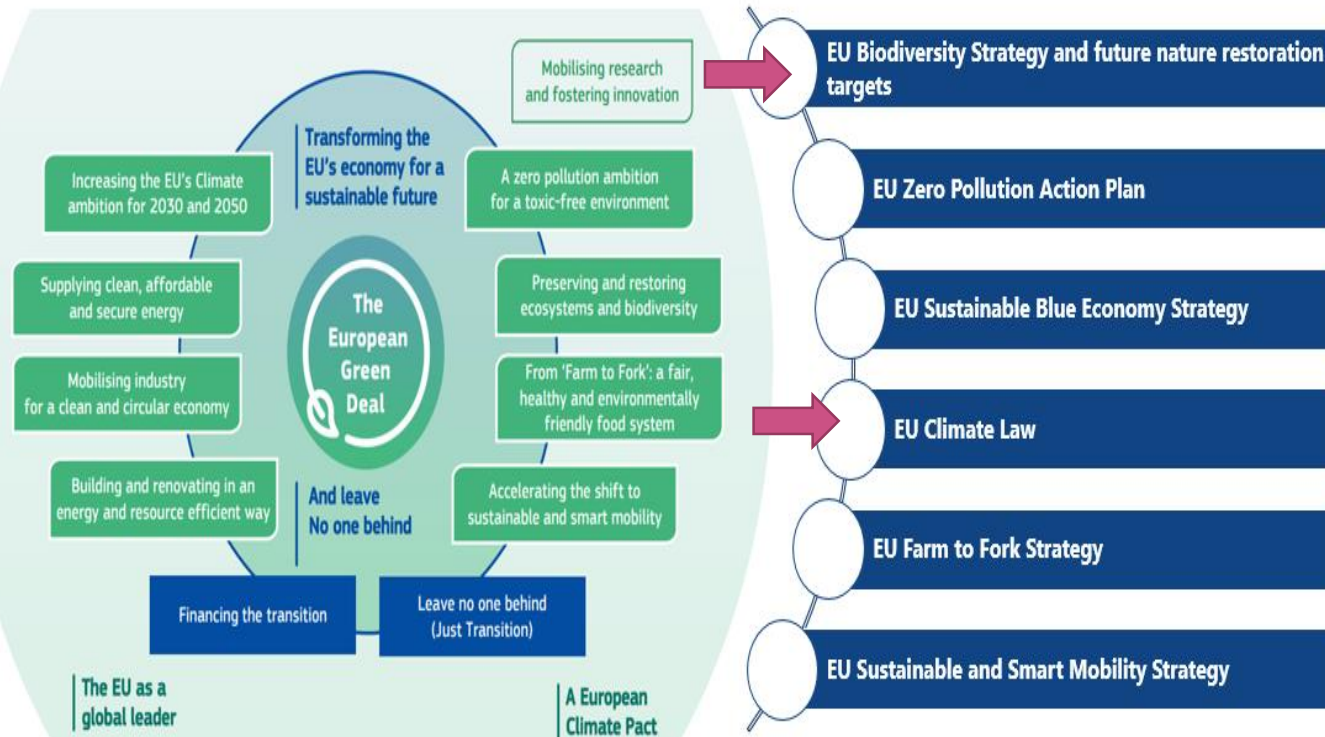 Mobilising research
and fostering innovation
Transforming the
EU's economy for a
sustainable future
Increasing the EU's Climate
ambition for 2030 and 2050
Supplying clean, affordable
and secure energy
Mobilising industry
for a clean and circular economy
Building and renovating in an
energy and resource efficient way
The
European
Green
Deal
A zero pollution ambition
for a toxic-free environment
Preserving and restoring
ecosystems and biodiversity
From 'Farm to Fork': a fair,
healthy and environmentally
friendly food system
Accelerating the shift to
sustainable and smart mobility
And leave
No one behind
Financing the transition
Leave no one behind
(Just Transition)
The EU as a
global leader
A European
Climate Pact
EU Biodiversity Strategy and future nature restoration
targets
EU Zero Pollution Action Plan
EU Sustainable Blue Economy Strategy
EU Climate Law
EU Farm to Fork Strategy
EU Sustainable and Smart Mobility Strategy